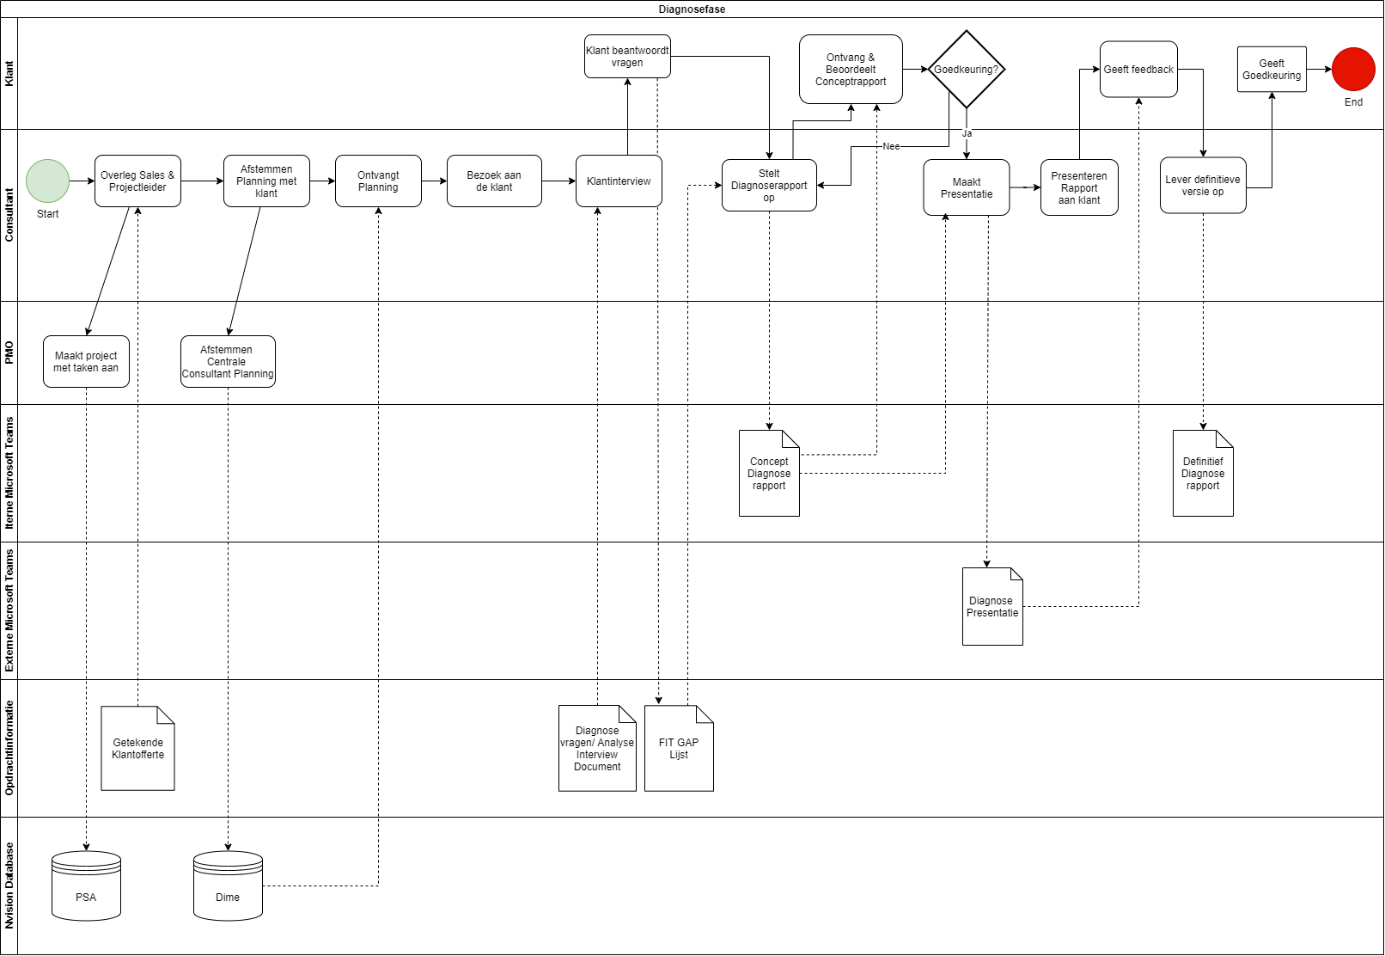 Diagnosefase
Klant
Klant beantwoordt
vragen
Ontvang &
Beoordeelt
Conceptrapport
Goedkeuring?
Geeft feedback
Geeft
Goedkeuring
End
Ja
Nee
Consultant
Start
Overleg Sales &
Projectleider
Afstemmen
Planning met
klant
Ontvangt
Planning
Bezoek aan
de klant
Klantinterview
Stelt
Diagnoserapport
op
Maakt
Presentatie
Presenteren
Rapport
aan klant
Lever definitieve
versie op
PMO
Maakt project
met taken aan
Afstemmen
Centrale
Consultant Planning
Iterne Microsoft Teams
Concept
Diagnose
rapport
Definitief
Diagnose
rapport
Externe Microsoft Teams
Diagnose
Presentatie
Opdrachtinformatie
Getekende
Klantofferte
Diagnose
vragen/ Analyse
Interview
Document
FIT GAP
Lijst
Nvision Database
PSA
Dime